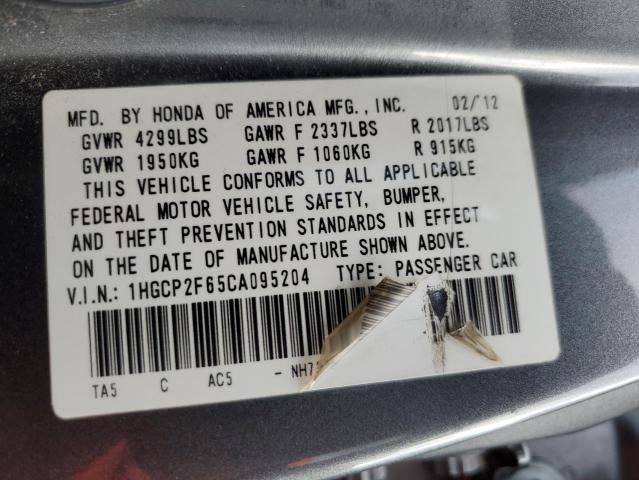 MFD. BY HONDA OF AMERICA MFG., INC. 02/12
GVWR 4299LBS GAWR F 2337LBS R 2017LBS
GVWR 1950KG GAWR F 1060KG R 915KG
THIS VEHICLE CONFORMS TO ALL APPLICABLE
FEDERAL MOTOR VEHICLE SAFETY, BUMPER,
AND THEFT PREVENTION STANDARDS IN EFFECT
ON THE DATE OF MANUFACTURE SHOWN ABOVE.
V.I.N.: 1HGCP2F65CA095204 TYPE: PASSENGER CAR
TA5 C AC5 - NH7